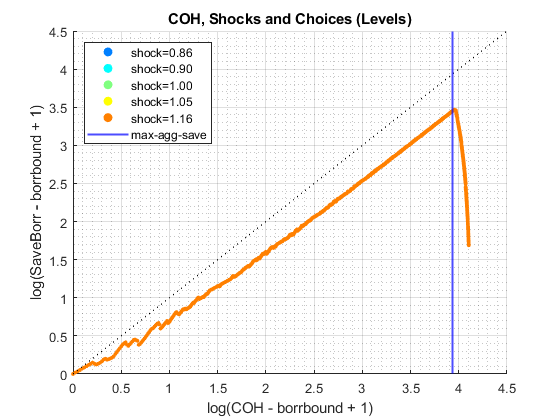 COH, Shocks and Choices (Levels)
4.5
4
3.5
3
2.5
2
1.5
1
0.5
0
log(SaveBorr - borrbound + 1)
shock=0.86
shock=0.90
shock=1.00
shock=1.05
shock=1.16
max-agg-save
0 0.5 1 1.5 2 2.5 3 3.5 4 4.5
log(COH - borrbound + 1)